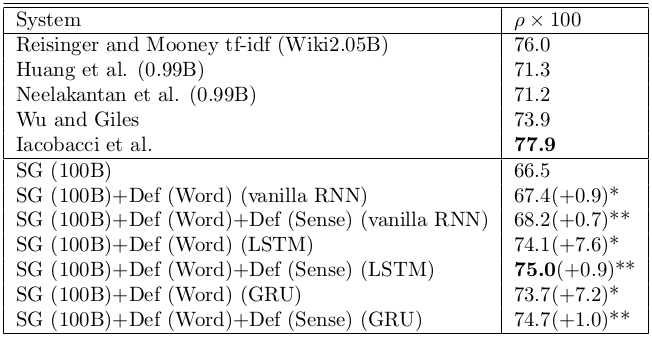 System ρ × 100
Reisinger and Mooney tf-idf (Wiki2.05B) 76.0
Huang et al. (0.99B) 71.3
Neelakantan et al. (0.99B) 71.2
Wu and Giles 73.9
Iacobacci et al. 77.9
SG (100B) 66.5
SG (100B)+Def (Word) (vanilla RNN) 67.4(+0.9)*
SG (100B)+Def (Word)+Def (Sense) (vanilla RNN) 68.2(+0.7)**
SG (100B)+Def (Word) (LSTM) 74.1(+7.6)*
SG (100B)+Def (Word)+Def (Sense) (LSTM) 75.0(+0.9)**
SG (100B)+Def (Word) (GRU) 73.7(+7.2)*
SG (100B)+Def (Word)+Def (Sense) (GRU) 74.7(+1.0)**